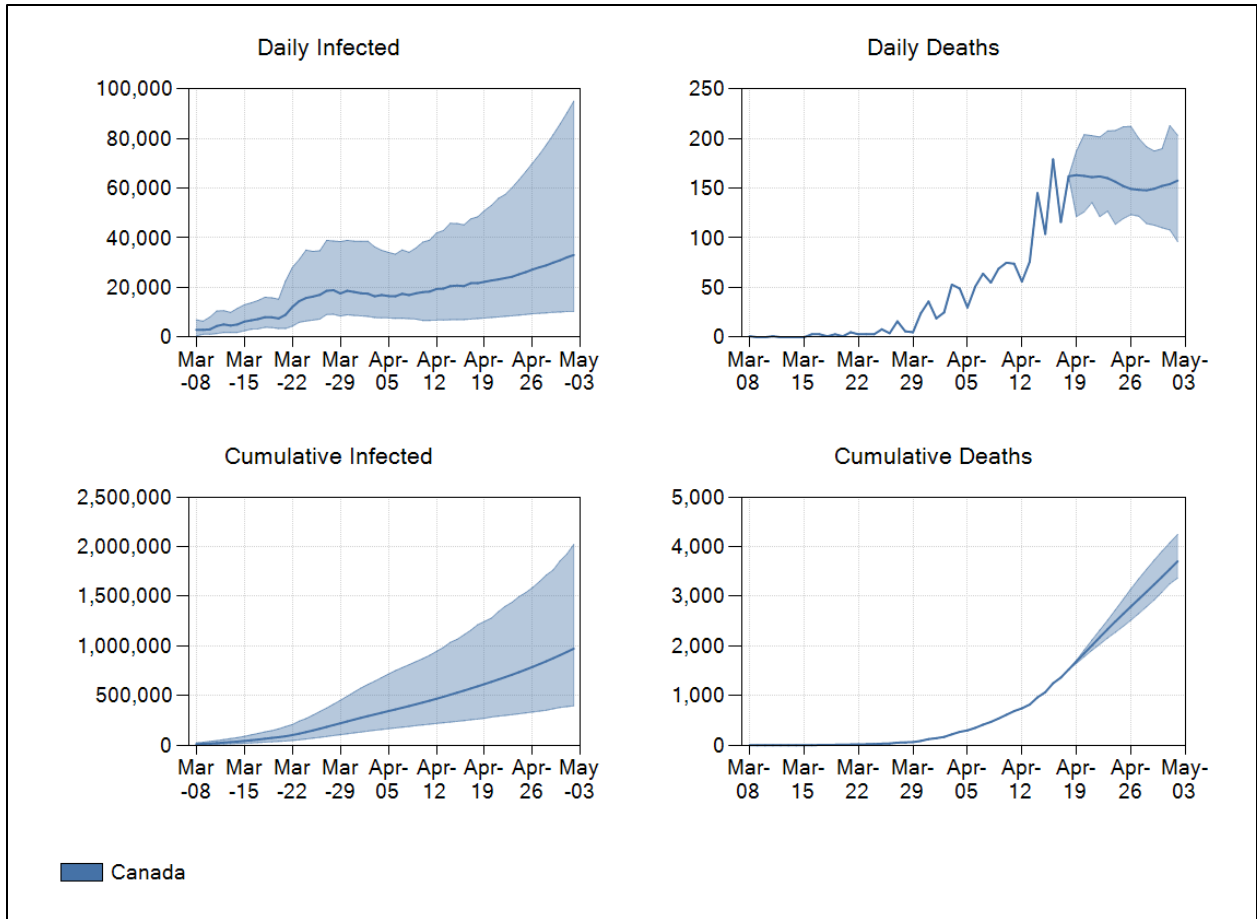 Daily Infected
100,000
80,000
60,000
40,000
20,000
0
Mar Mar Mar Mar Apr- Apr- Apr- Apr- May
-08 -15 -22 -29 05 12 19 26 -03
Daily Deaths
250
200
150
100
50
0
Mar- Mar- Mar- Mar- Apr- Apr- Apr- Apr- May-
08 15 22 29 05 12 19 26 03
Cumulative Infected
2,500,000
2,000,000
1,500,000
1,000,000
500,000
0
Mar Mar Mar Mar Apr- Apr- Apr- Apr- May
-08 -15 -22 -29 05 12 19 26 -03
Cumulative Deaths
5,000
4,000
3,000
2,000
1,000
0
Mar- Mar- Mar- Mar- Apr- Apr- Apr- Apr- May-
08 15 22 29 05 12 19 26 03
Canada